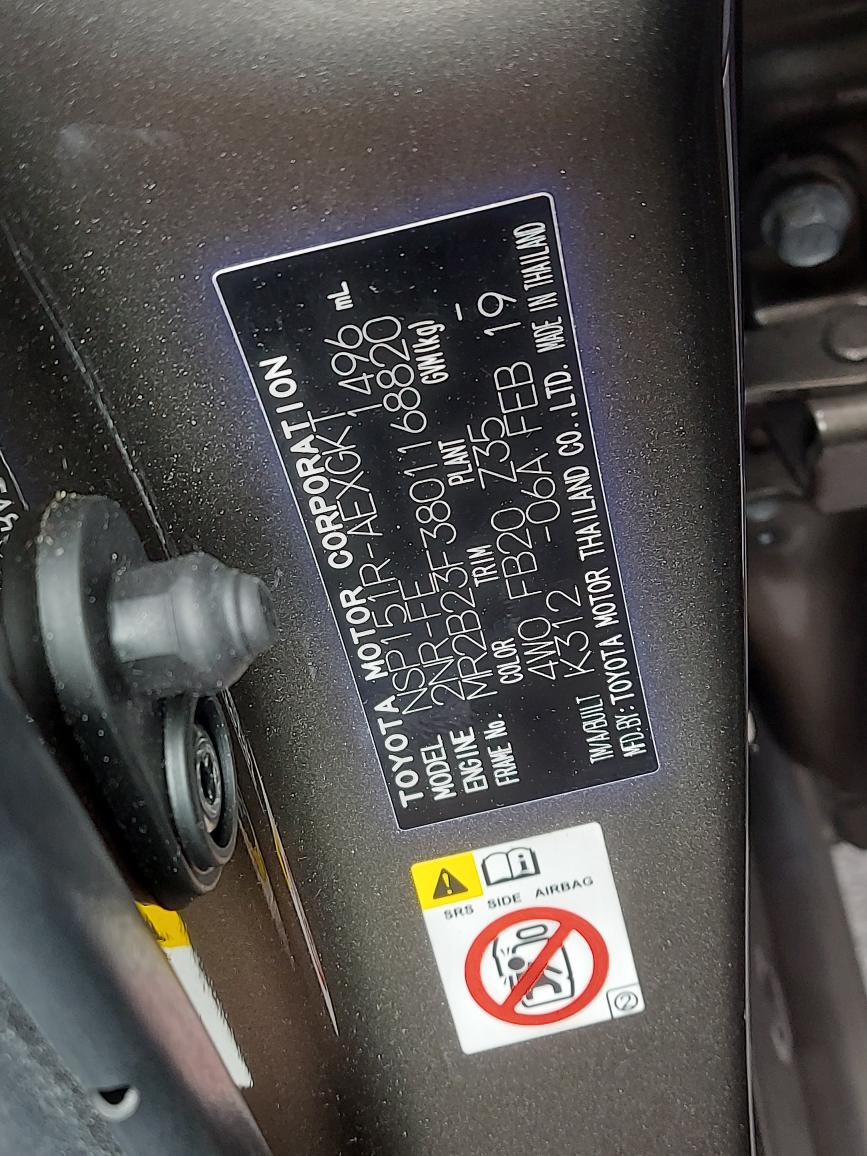 TOYOTA MOTOR CORPORATION
MODEL NSP151R-AEXGKT 1496 mL
ENGINE 2NR-FE
FRAME No. MR2B23F3801168820
COLOR TRIM PLANT GVM(kg)
4W0 FB20 Z35 –
K312 -06A FEB 19
TM/A/BUILT
MFD.BY:TOYOTA MOTOR THAILAND CO.,LTD. MADE IN THAILAND
SRS SIDE AIRBAG
2